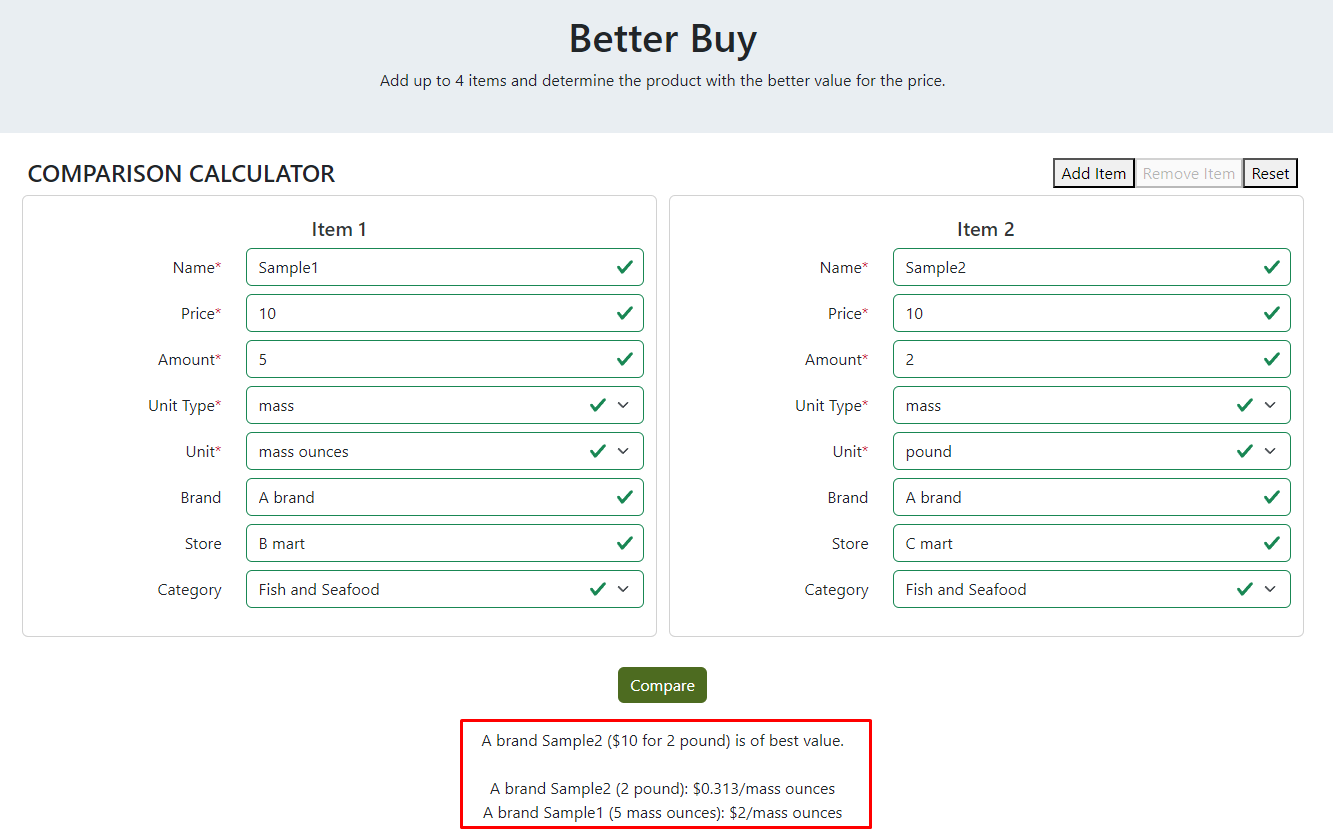 Better Buy
Add up to 4 items and determine the product with the better value for the price.
COMPARISON CALCULATOR
Add Item Remove Item Reset
Item 1
Name* Sample1
Price* 10
Amount* 5
Unit Type* mass
Unit* mass ounces
Brand A brand
Store B mart
Category Fish and Seafood
Item 2
Name* Sample2
Price* 10
Amount* 2
Unit Type* mass
Unit* pound
Brand A brand
Store C mart
Category Fish and Seafood
Compare
A brand Sample2 ($10 for 2 pound) is of best value.
A brand Sample2 (2 pound): $0.313/mass ounces
A brand Sample1 (5 mass ounces): $2/mass ounces